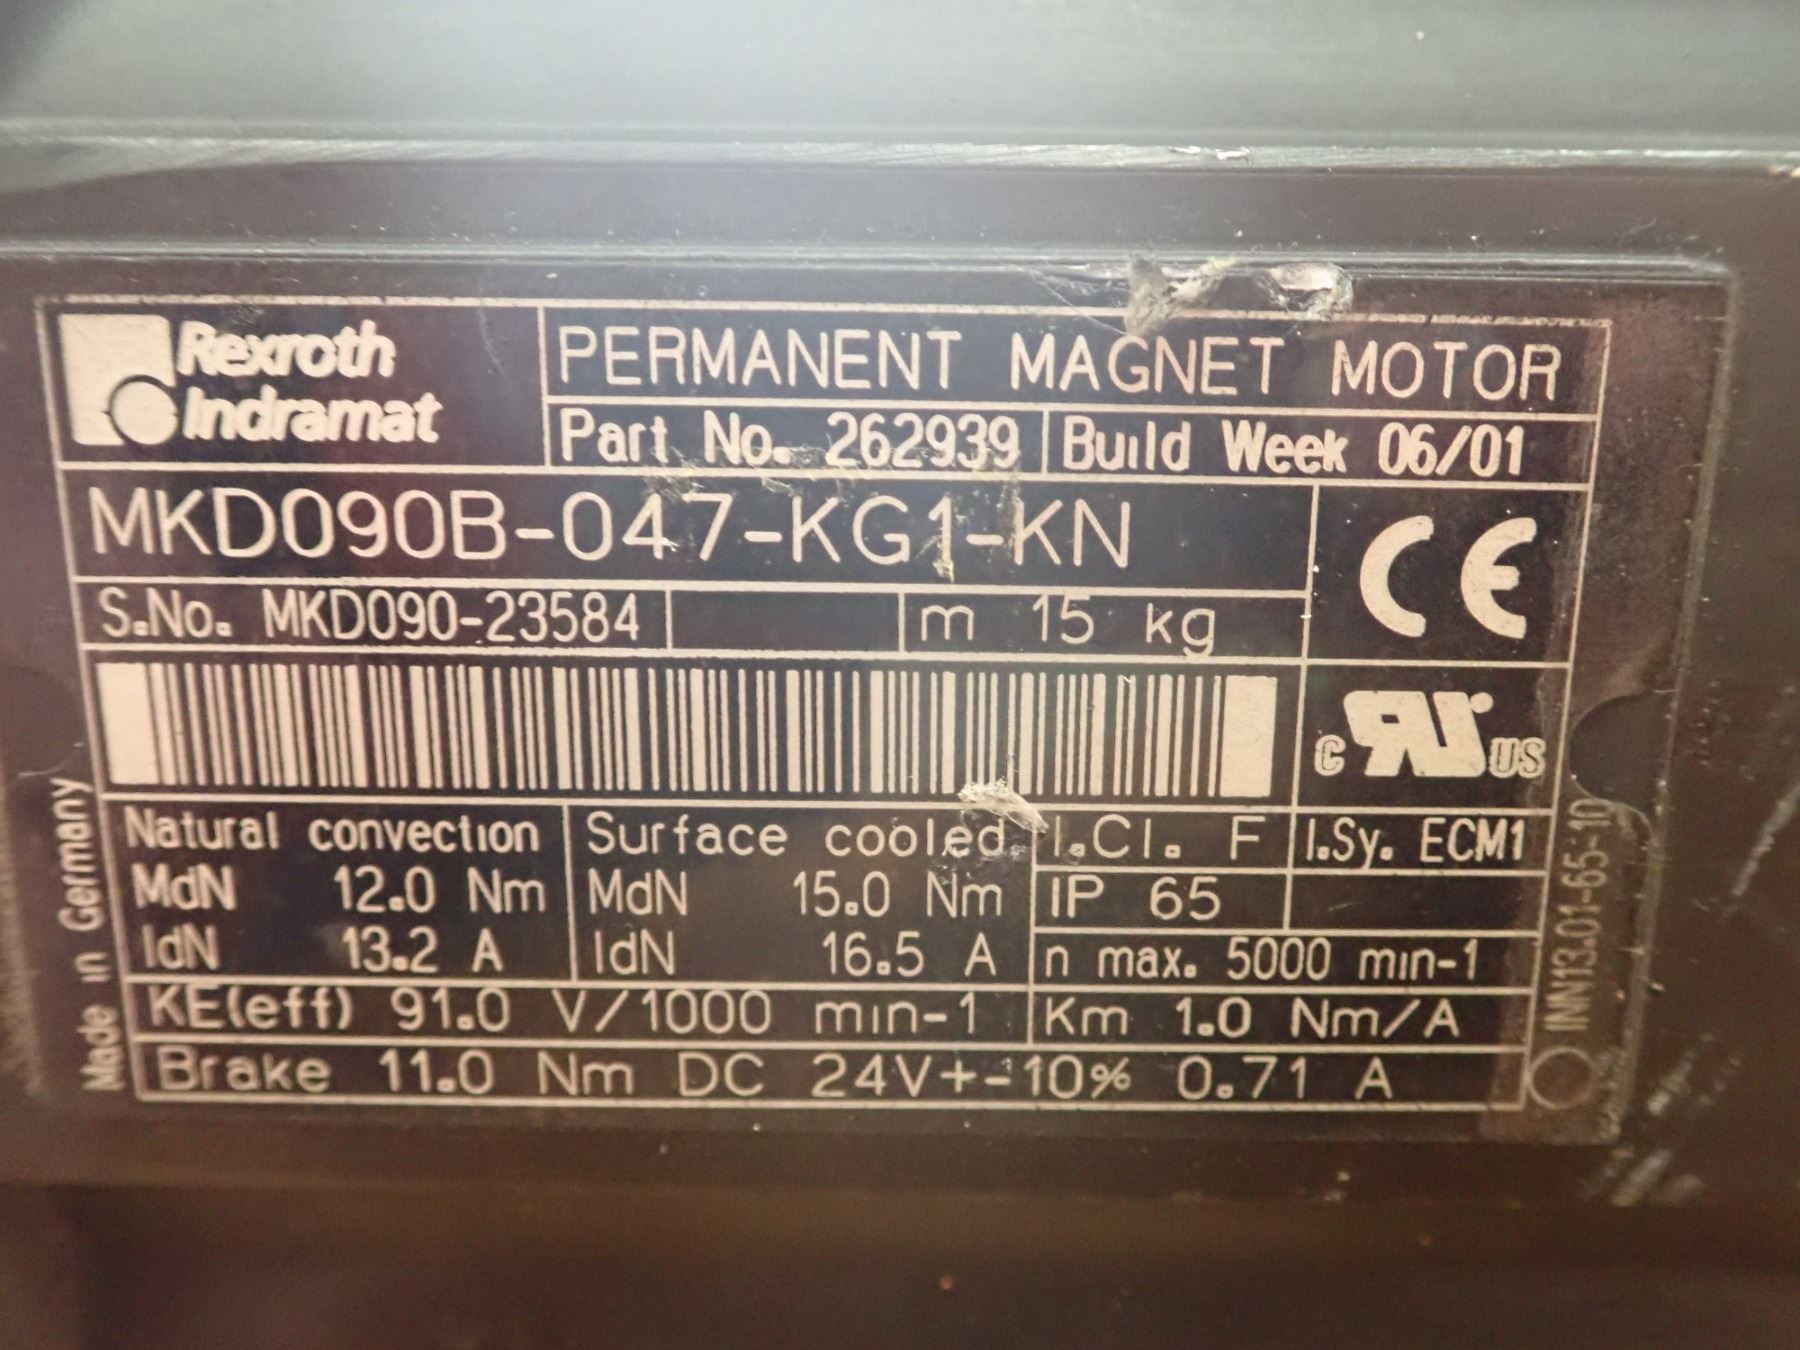 Rexroth
Indramat
PERMANENT MAGNET MOTOR
Part No. 262939 Build Week 06/01
MKD090B-047-KG1-KN
CE
S.No. MKD090-23584 m 15 kg
c RU US
Natural convection Surface cooled I.Cl. F I.Sy. ECM1
MdN 12.0 Nm MdN 15.0 Nm IP 65
IdN 13.2 A IdN 16.5 A n max. 5000 min-1
KE(eff) 91.0 V/1000 min-1 Km 1.0 Nm/A
Brake 11.0 Nm DC 24V+-10% 0.71 A
Made in Germany
INN13.01-65-10